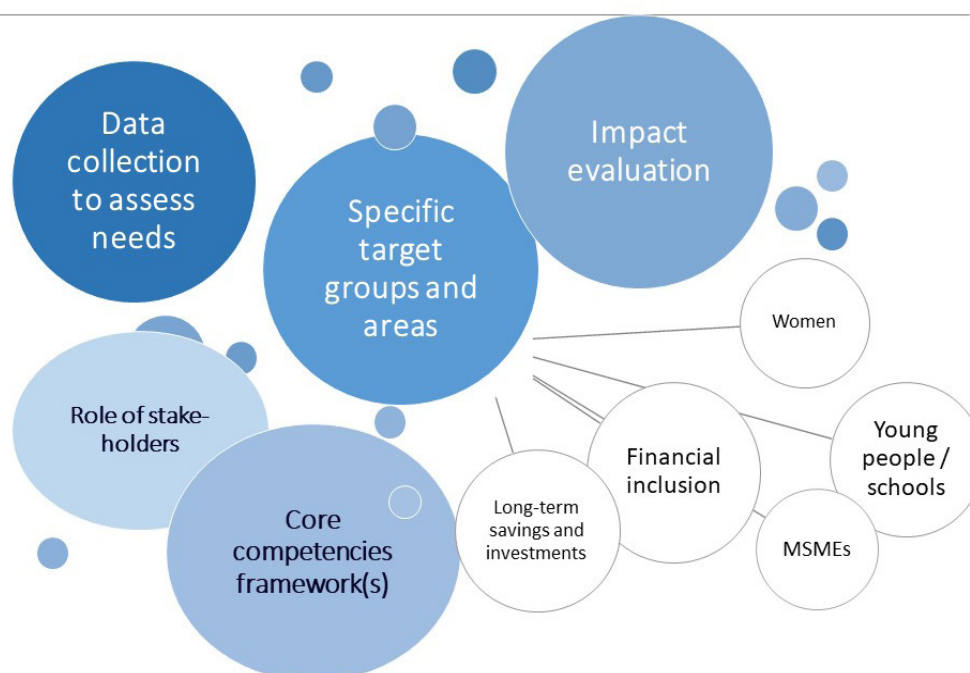 Data
collection
to assess
needs
Specific
target
groups and
areas
Impact
evaluation
Women
Role of stake-
holders
Core
competencies
framework(s)
Long-term
savings and
investments
Financial
inclusion
Young
people /
schools
MSMEs